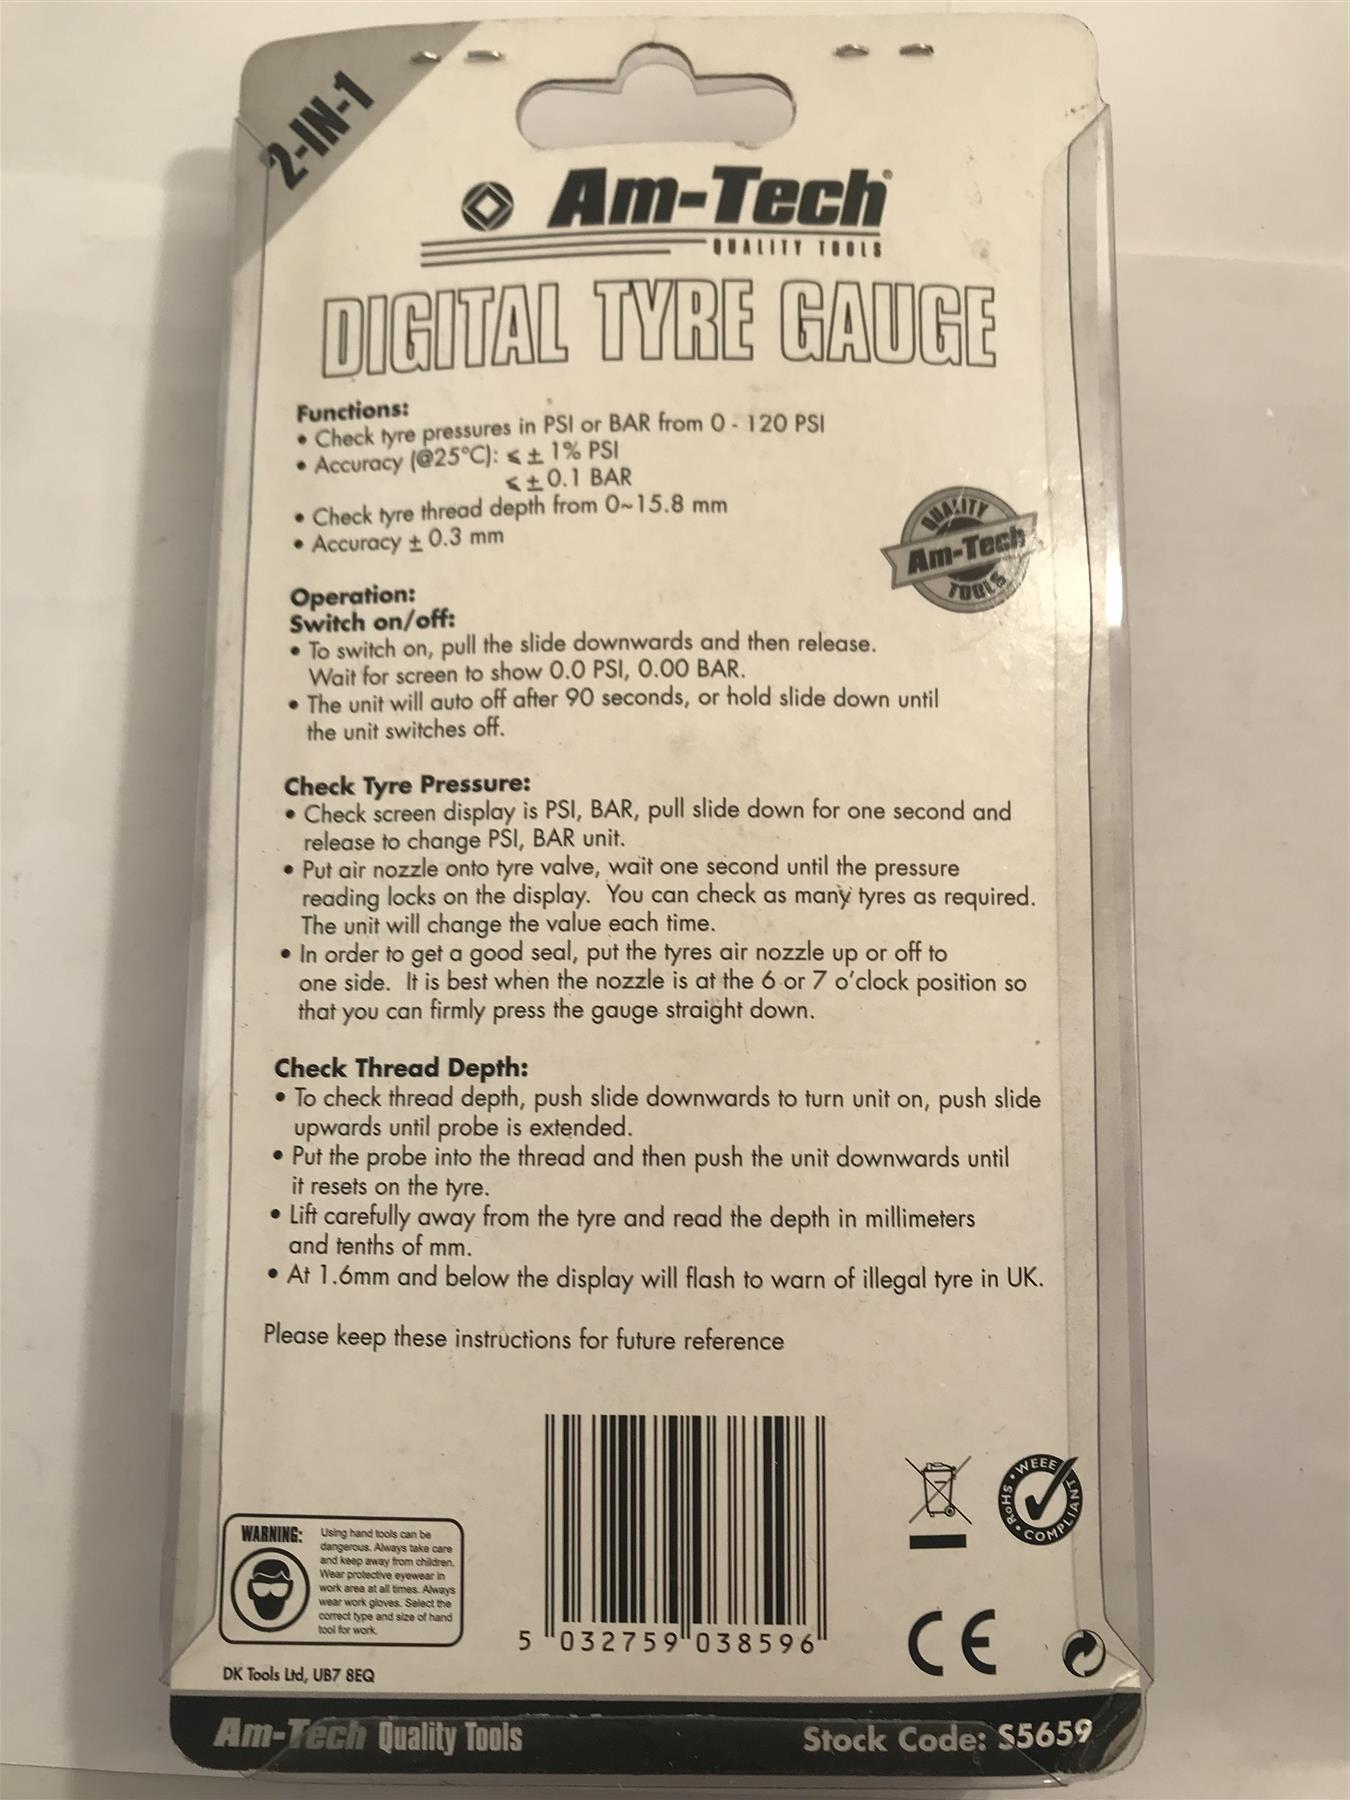 2-IN-1
Am-Tech®
QUALITY TOOLS
DIGITAL TYRE GAUGE
Functions:
• Check tyre pressures in PSI or BAR from 0 - 120 PSI
• Accuracy (@25°C): ≤ ± 1% PSI
≤ ± 0.1 BAR
• Check tyre thread depth from 0~15.8 mm
• Accuracy ± 0.3 mm
QUALITY
Am-Tech
TOOLS
Operation:
Switch on/off:
• To switch on, pull the slide downwards and then release.
Wait for screen to show 0.0 PSI, 0.00 BAR.
• The unit will auto off after 90 seconds, or hold slide down until
the unit switches off.
Check Tyre Pressure:
• Check screen display is PSI, BAR, pull slide down for one second and
release to change PSI, BAR unit.
• Put air nozzle onto tyre valve, wait one second until the pressure
reading locks on the display. You can check as many tyres as required.
The unit will change the value each time.
• In order to get a good seal, put the tyres air nozzle up or off to
one side. It is best when the nozzle is at the 6 or 7 o'clock position so
that you can firmly press the gauge straight down.
Check Thread Depth:
• To check thread depth, push slide downwards to turn unit on, push slide
upwards until probe is extended.
• Put the probe into the thread and then push the unit downwards until
it resets on the tyre.
• Lift carefully away from the tyre and read the depth in millimeters
and tenths of mm.
• At 1.6mm and below the display will flash to warn of illegal tyre in UK.
Please keep these instructions for future reference
WARNING:
Using hand tools can be
dangerous. Always take care
and keep away from children.
Wear protective eyewear in
work area at all times. Always
wear work gloves. Select the
correct type and size of hand
tool for work.
5 032759 038596
RoHS • WEEE
• COMPLIANT
CE
DK Tools Ltd, UB7 8EQ
Am-Tech Quality Tools
Stock Code: S5659